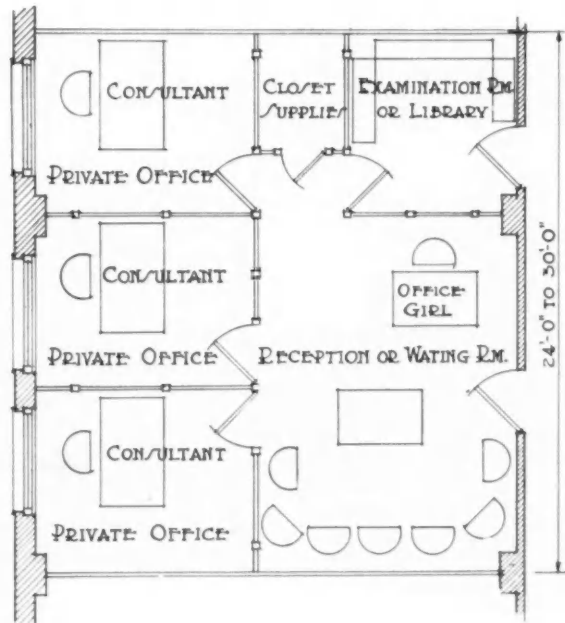 CONSULTANT
PRIVATE OFFICE
CLOSET
SUPPLIES
EXAMINATION RM
OR LIBRARY
CONSULTANT
PRIVATE OFFICE
OFFICE
GIRL
RECEPTION OR WATING RM.
CONSULTANT
PRIVATE OFFICE
24'-0" TO 30'-0"